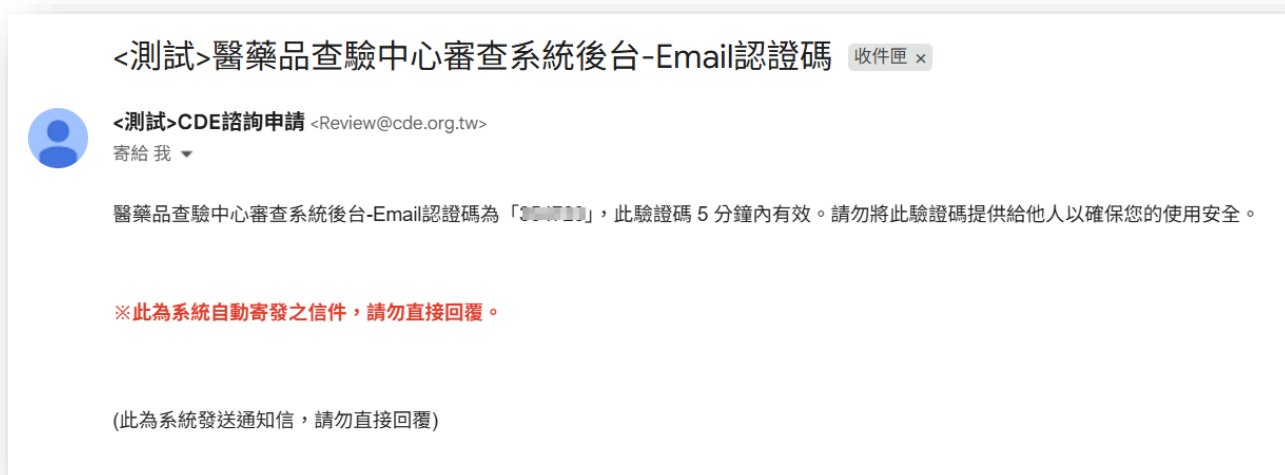 <測試>醫藥品查驗中心審查系統後台-Email認證碼 收件匣 ×
<測試>CDE諮詢申請 <Review@cde.org.tw>
寄給 我
醫藥品查驗中心審查系統後台-Email認證碼為「」，此驗證碼 5 分鐘內有效。請勿將此驗證碼提供給他人以確保您的使用安全。
※此為系統自動寄發之信件，請勿直接回覆。
(此為系統發送通知信，請勿直接回覆)